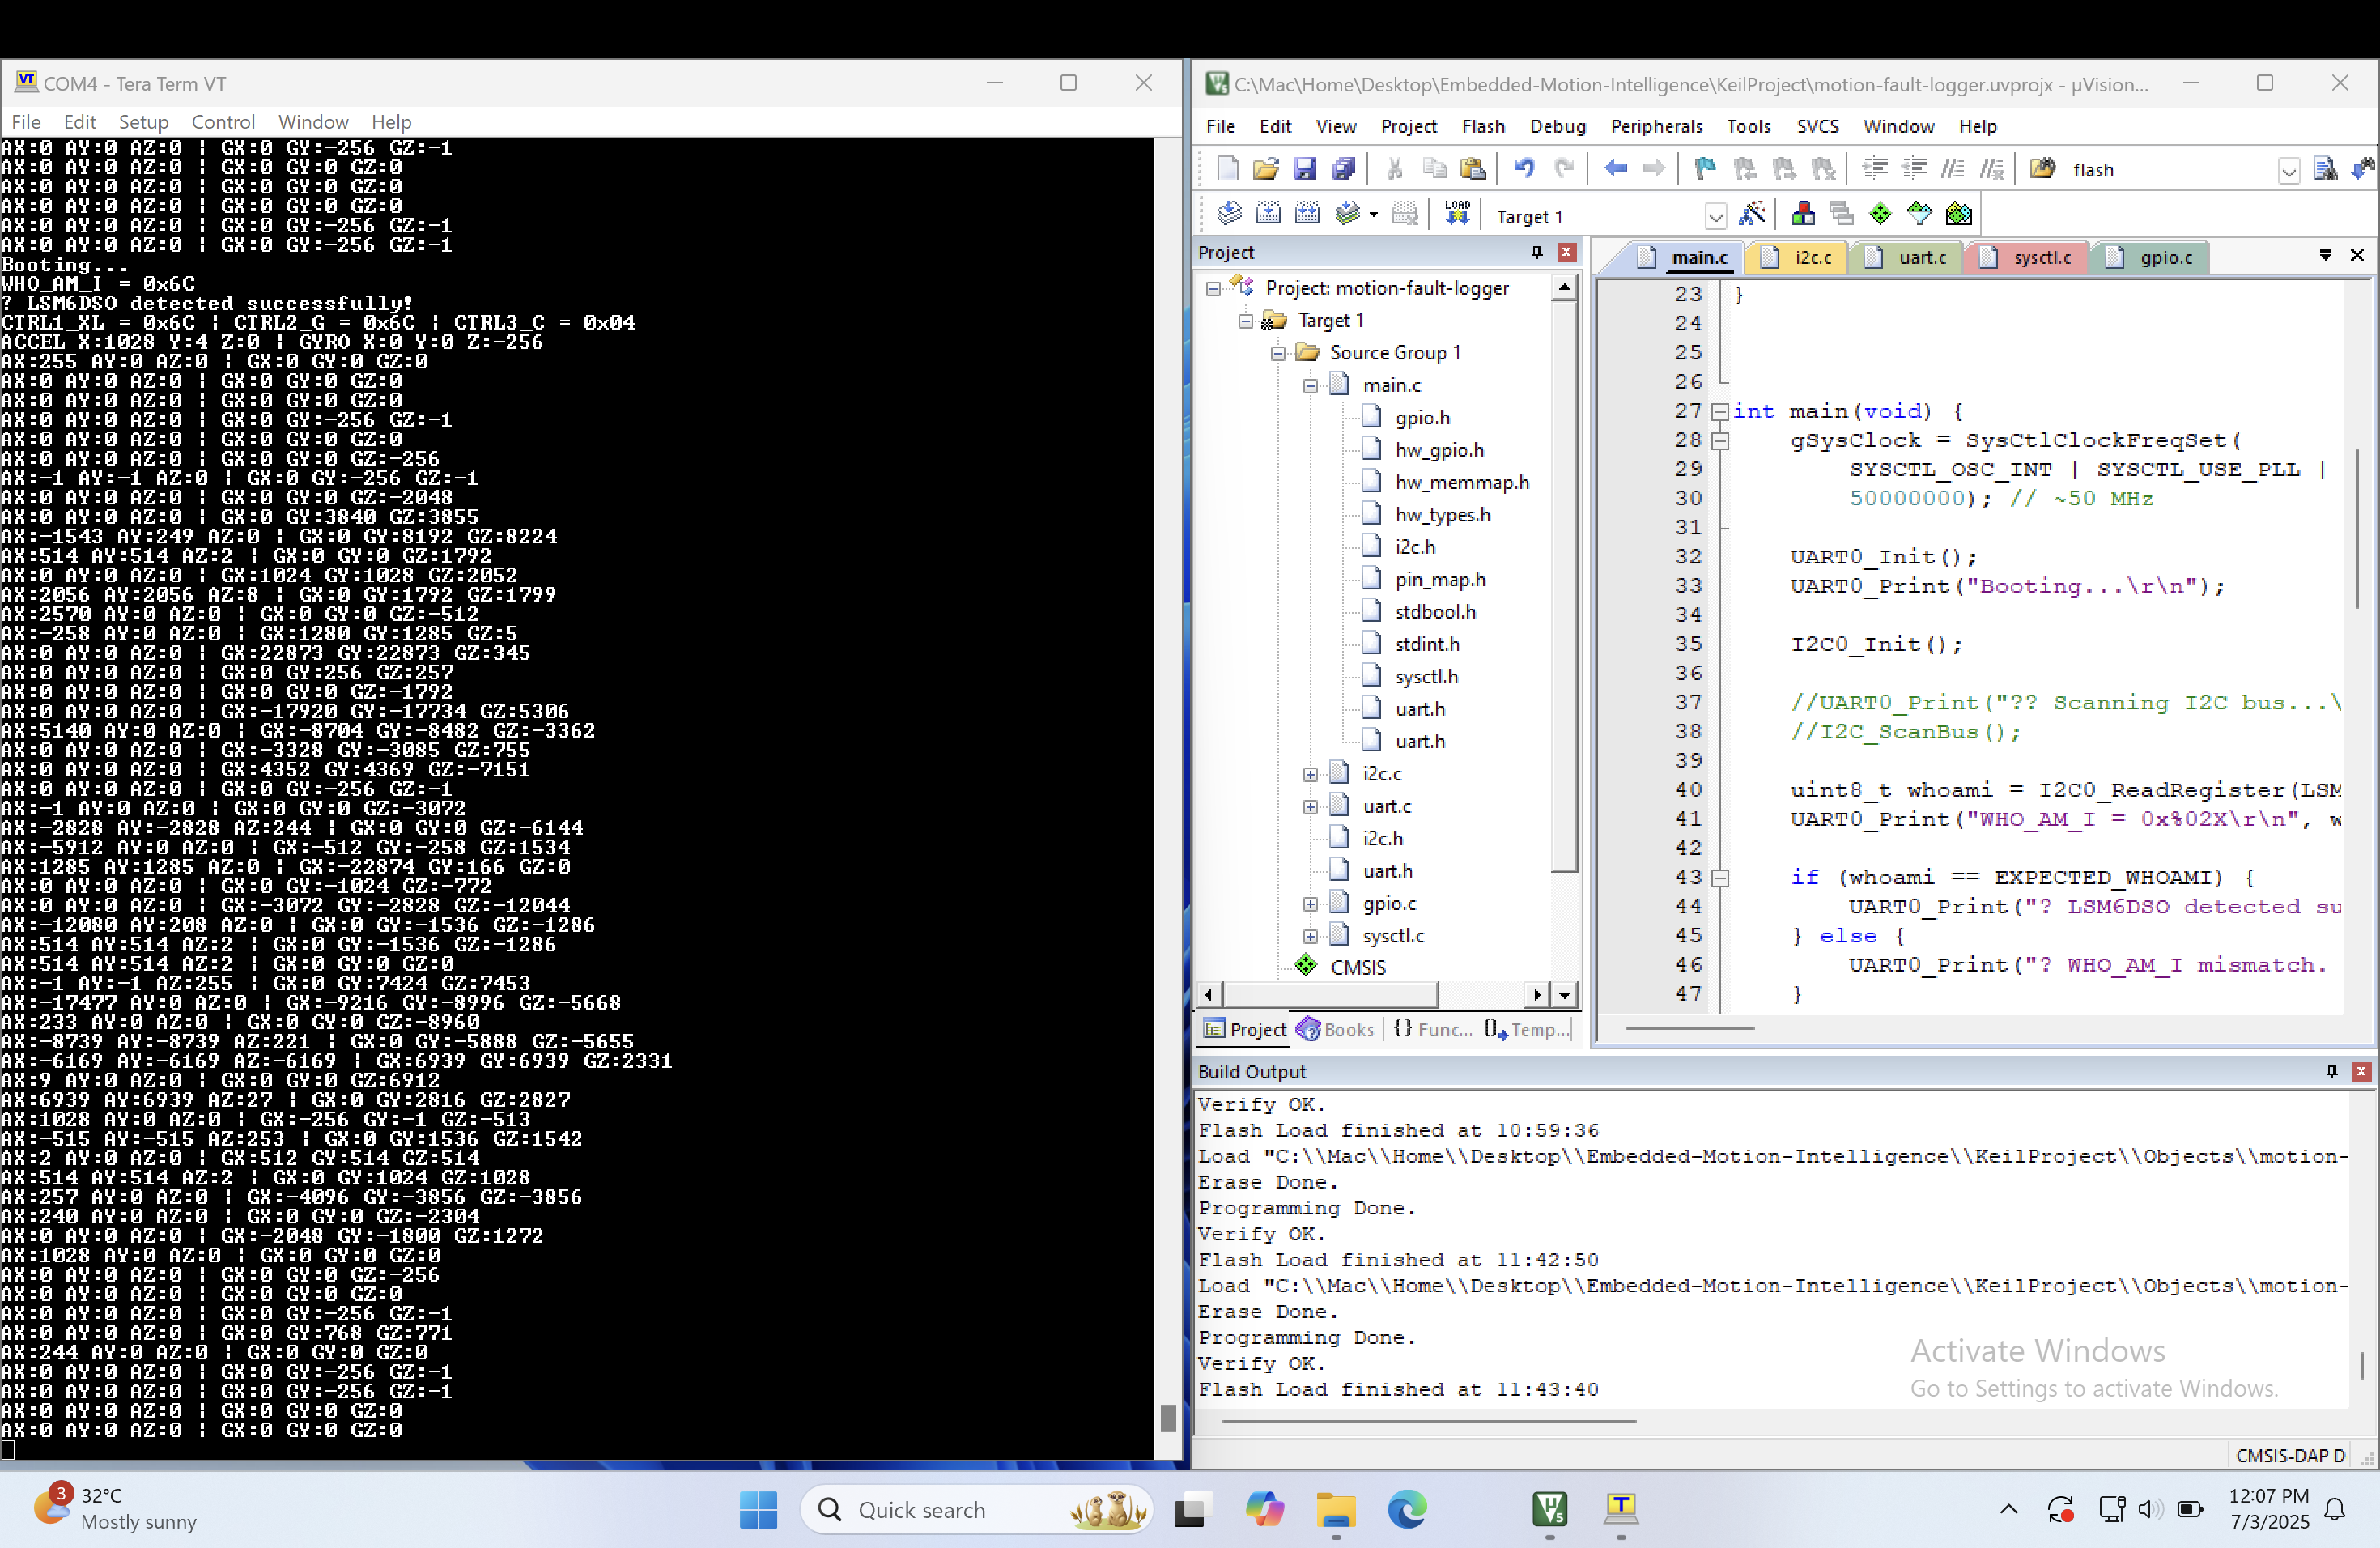 COM4 - Tera Term VT
File Edit Setup Control Window Help
AX:0 AY:0 AZ:0 | GX:0 GY:-256 GZ:-1
AX:0 AY:0 AZ:0 | GX:0 GY:0 GZ:0
AX:0 AY:0 AZ:0 | GX:0 GY:0 GZ:0
AX:0 AY:0 AZ:0 | GX:0 GY:0 GZ:0
AX:0 AY:0 AZ:0 | GX:0 GY:-256 GZ:-1
AX:0 AY:0 AZ:0 | GX:0 GY:-256 GZ:-1
Booting...
WHO_AM_I = 0x6C
? LSM6DSO detected successfully!
CTRL1_XL = 0x6C | CTRL2_G = 0x6C | CTRL3_C = 0x04
ACCEL X:1028 Y:4 Z:0 | GYRO X:0 Y:0 Z:-256
AX:255 AY:0 AZ:0 | GX:0 GY:0 GZ:0
AX:0 AY:0 AZ:0 | GX:0 GY:0 GZ:0
AX:0 AY:0 AZ:0 | GX:0 GY:0 GZ:0
AX:0 AY:0 AZ:0 | GX:0 GY:-256 GZ:-1
AX:0 AY:0 AZ:0 | GX:0 GY:0 GZ:0
AX:0 AY:0 AZ:0 | GX:0 GY:0 GZ:-256
AX:-1 AY:-1 AZ:0 | GX:0 GY:-256 GZ:-1
AX:0 AY:0 AZ:0 | GX:0 GY:0 GZ:-2048
AX:0 AY:0 AZ:0 | GX:0 GY:3840 GZ:3855
AX:-1543 AY:249 AZ:0 | GX:0 GY:8192 GZ:8224
AX:514 AY:514 AZ:2 | GX:0 GY:0 GZ:1792
AX:0 AY:0 AZ:0 | GX:1024 GY:1028 GZ:2052
AX:2056 AY:2056 AZ:8 | GX:0 GY:1792 GZ:1799
AX:2570 AY:0 AZ:0 | GX:0 GY:0 GZ:-512
AX:-258 AY:0 AZ:0 | GX:1280 GY:1285 GZ:5
AX:0 AY:0 AZ:0 | GX:22873 GY:22873 GZ:345
AX:0 AY:0 AZ:0 | GX:0 GY:256 GZ:257
AX:0 AY:0 AZ:0 | GX:0 GY:0 GZ:-1792
AX:0 AY:0 AZ:0 | GX:-17920 GY:-17734 GZ:5306
AX:5140 AY:0 AZ:0 | GX:-8704 GY:-8482 GZ:-3362
AX:0 AY:0 AZ:0 | GX:-3328 GY:-3085 GZ:755
AX:0 AY:0 AZ:0 | GX:4352 GY:4369 GZ:-7151
AX:0 AY:0 AZ:0 | GX:0 GY:-256 GZ:-1
AX:-1 AY:0 AZ:0 | GX:0 GY:0 GZ:-3072
AX:-2828 AY:-2828 AZ:244 | GX:0 GY:0 GZ:-6144
AX:-5912 AY:0 AZ:0 | GX:-512 GY:-258 GZ:1534
AX:1285 AY:1285 AZ:0 | GX:-22874 GY:166 GZ:0
AX:0 AY:0 AZ:0 | GX:0 GY:-1024 GZ:-772
AX:0 AY:0 AZ:0 | GX:-3072 GY:-2828 GZ:-12044
AX:-12080 AY:208 AZ:0 | GX:0 GY:-1536 GZ:-1286
AX:514 AY:514 AZ:2 | GX:0 GY:-1536 GZ:-1286
AX:514 AY:514 AZ:2 | GX:0 GY:0 GZ:0
AX:-1 AY:-1 AZ:255 | GX:0 GY:7424 GZ:7453
AX:-17477 AY:0 AZ:0 | GX:-9216 GY:-8996 GZ:-5668
AX:233 AY:0 AZ:0 | GX:0 GY:0 GZ:-8960
AX:-8739 AY:-8739 AZ:221 | GX:0 GY:-5888 GZ:-5655
AX:-6169 AY:-6169 AZ:-6169 | GX:6939 GY:6939 GZ:2331
AX:9 AY:0 AZ:0 | GX:0 GY:0 GZ:6912
AX:6939 AY:6939 AZ:27 | GX:0 GY:2816 GZ:2827
AX:1028 AY:0 AZ:0 | GX:-256 GY:-1 GZ:-513
AX:-515 AY:-515 AZ:253 | GX:0 GY:1536 GZ:1542
AX:2 AY:0 AZ:0 | GX:512 GY:514 GZ:514
AX:514 AY:514 AZ:2 | GX:0 GY:1024 GZ:1028
AX:257 AY:0 AZ:0 | GX:-4096 GY:-3856 GZ:-3856
AX:240 AY:0 AZ:0 | GX:0 GY:0 GZ:-2304
AX:0 AY:0 AZ:0 | GX:-2048 GY:-1800 GZ:1272
AX:1028 AY:0 AZ:0 | GX:0 GY:0 GZ:0
AX:0 AY:0 AZ:0 | GX:0 GY:0 GZ:-256
AX:0 AY:0 AZ:0 | GX:0 GY:0 GZ:0
AX:0 AY:0 AZ:0 | GX:0 GY:-256 GZ:-1
AX:0 AY:0 AZ:0 | GX:0 GY:768 GZ:771
AX:244 AY:0 AZ:0 | GX:0 GY:0 GZ:0
AX:0 AY:0 AZ:0 | GX:0 GY:-256 GZ:-1
AX:0 AY:0 AZ:0 | GX:0 GY:-256 GZ:-1
AX:0 AY:0 AZ:0 | GX:0 GY:0 GZ:0
AX:0 AY:0 AZ:0 | GX:0 GY:0 GZ:0
C:\Mac\Home\Desktop\Embedded-Motion-Intelligence\KeilProject\motion-fault-logger.uvprojx - µVision...
File Edit View Project Flash Debug Peripherals Tools SVCS Window Help
flash
LOAD Target 1
Project
Project: motion-fault-logger
Target 1
Source Group 1
main.c
gpio.h
hw_gpio.h
hw_memmap.h
hw_types.h
i2c.h
pin_map.h
stdbool.h
stdint.h
sysctl.h
uart.h
uart.h
i2c.c
uart.c
i2c.h
uart.h
gpio.c
sysctl.c
CMSIS
Project Books {} Func... Temp...
main.c i2c.c uart.c sysctl.c gpio.c
23 }
24
25
26
27 int main(void) {
28 gSysClock = SysCtlClockFreqSet(
29 SYSCTL_OSC_INT | SYSCTL_USE_PLL |
30 50000000); // ~50 MHz
31
32 UART0_Init();
33 UART0_Print("Booting...\r\n");
34
35 I2C0_Init();
36
37 //UART0_Print("?? Scanning I2C bus...\
38 //I2C_ScanBus();
39
40 uint8_t whoami = I2C0_ReadRegister(LSM
41 UART0_Print("WHO_AM_I = 0x%02X\r\n", w
42
43 if (whoami == EXPECTED_WHOAMI) {
44 UART0_Print("? LSM6DSO detected su
45 } else {
46 UART0_Print("? WHO_AM_I mismatch.
47 }
Build Output
Verify OK.
Flash Load finished at 10:59:36
Load "C:\\Mac\\Home\\Desktop\\Embedded-Motion-Intelligence\\KeilProject\\Objects\\motion-
Erase Done.
Programming Done.
Verify OK.
Flash Load finished at 11:42:50
Load "C:\\Mac\\Home\\Desktop\\Embedded-Motion-Intelligence\\KeilProject\\Objects\\motion-
Erase Done.
Programming Done.
Verify OK.
Flash Load finished at 11:43:40
Activate Windows
Go to Settings to activate Windows.
CMSIS-DAP D
3
32°C
Mostly sunny
Quick search
12:07 PM
7/3/2025